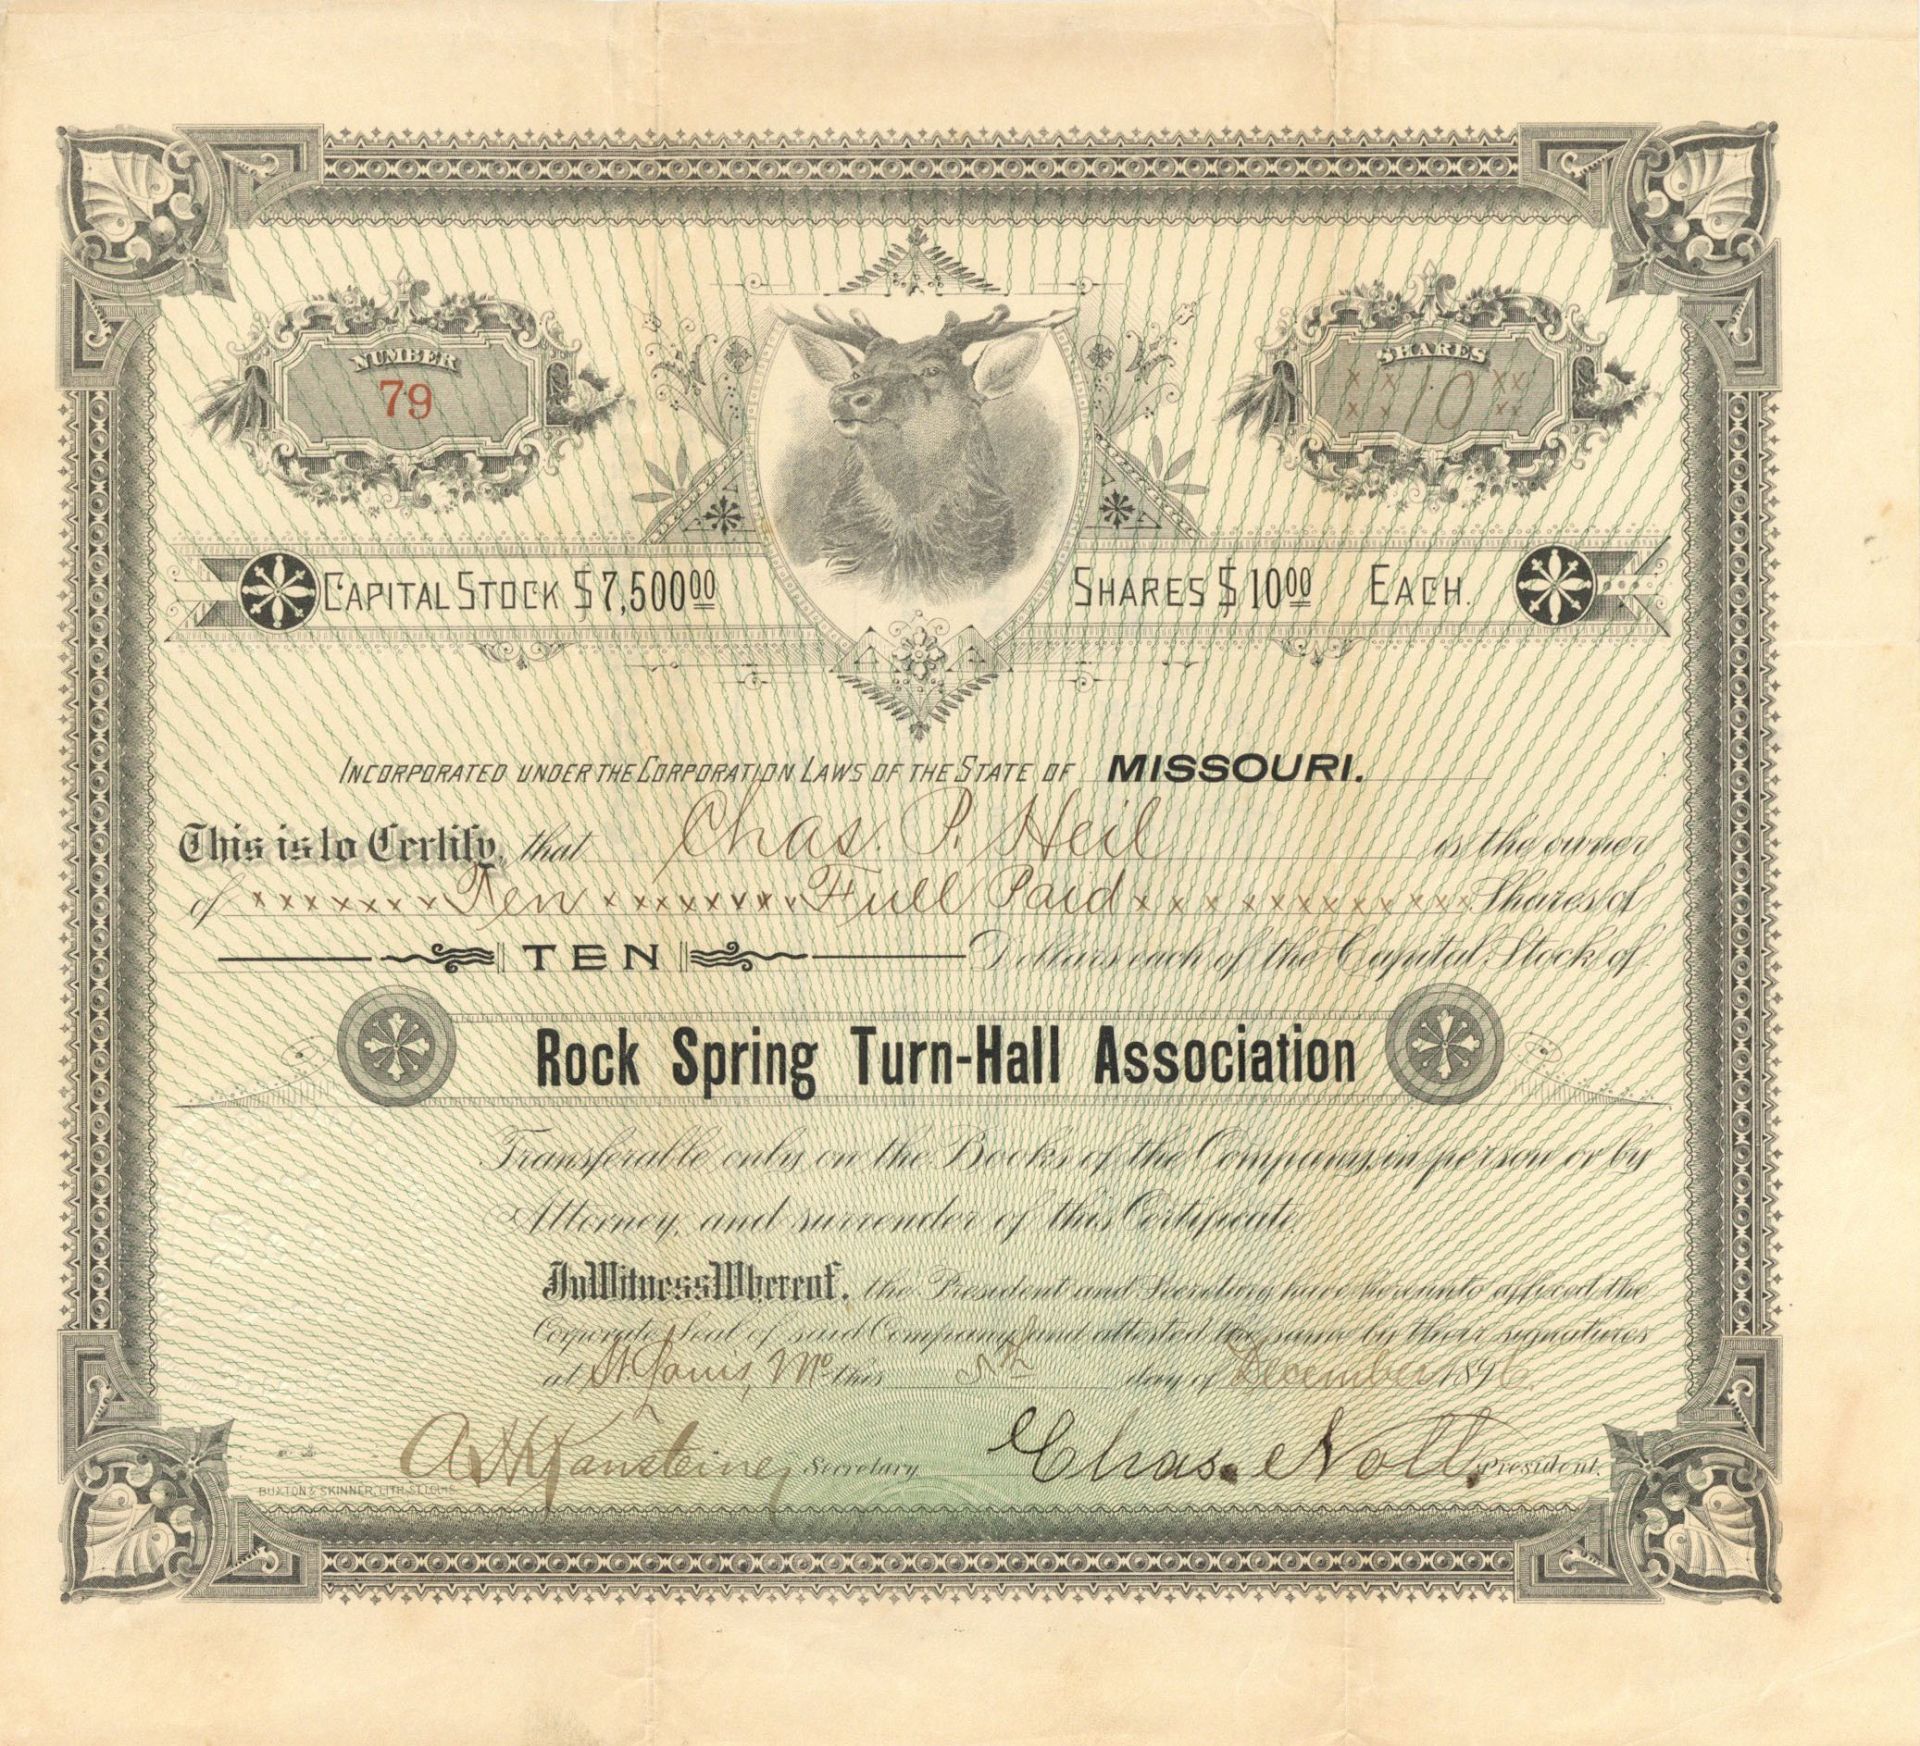 NUMBER
79
SHARES
x x 10 x x
x x x x
CAPITAL STOCK $7,500.00
SHARES $10.00 EACH.
INCORPORATED UNDER THE CORPORATION LAWS OF THE STATE OF MISSOURI.
This is to Certify, that Chas. P. Heil is the owner
of x x x x x x x Ten x x x x x x x x Full Paid x x x x x x x x x x x x Shares of
TEN Dollars each of the Capital Stock of
Rock Spring Turn-Hall Association
Transferable only on the Books of the Company, in person or by
Attorney, and surrender of this Certificate.
In Witness Whereof, the President and Secretary have hereunto affixed the
Corporate Seal of said Company and attested the same by their signatures
at St. Louis, Mo this 5th day of December 1896.
Secretary Chas. Noll President.
BUXTON & SKINNER, LITH. ST. LOUIS